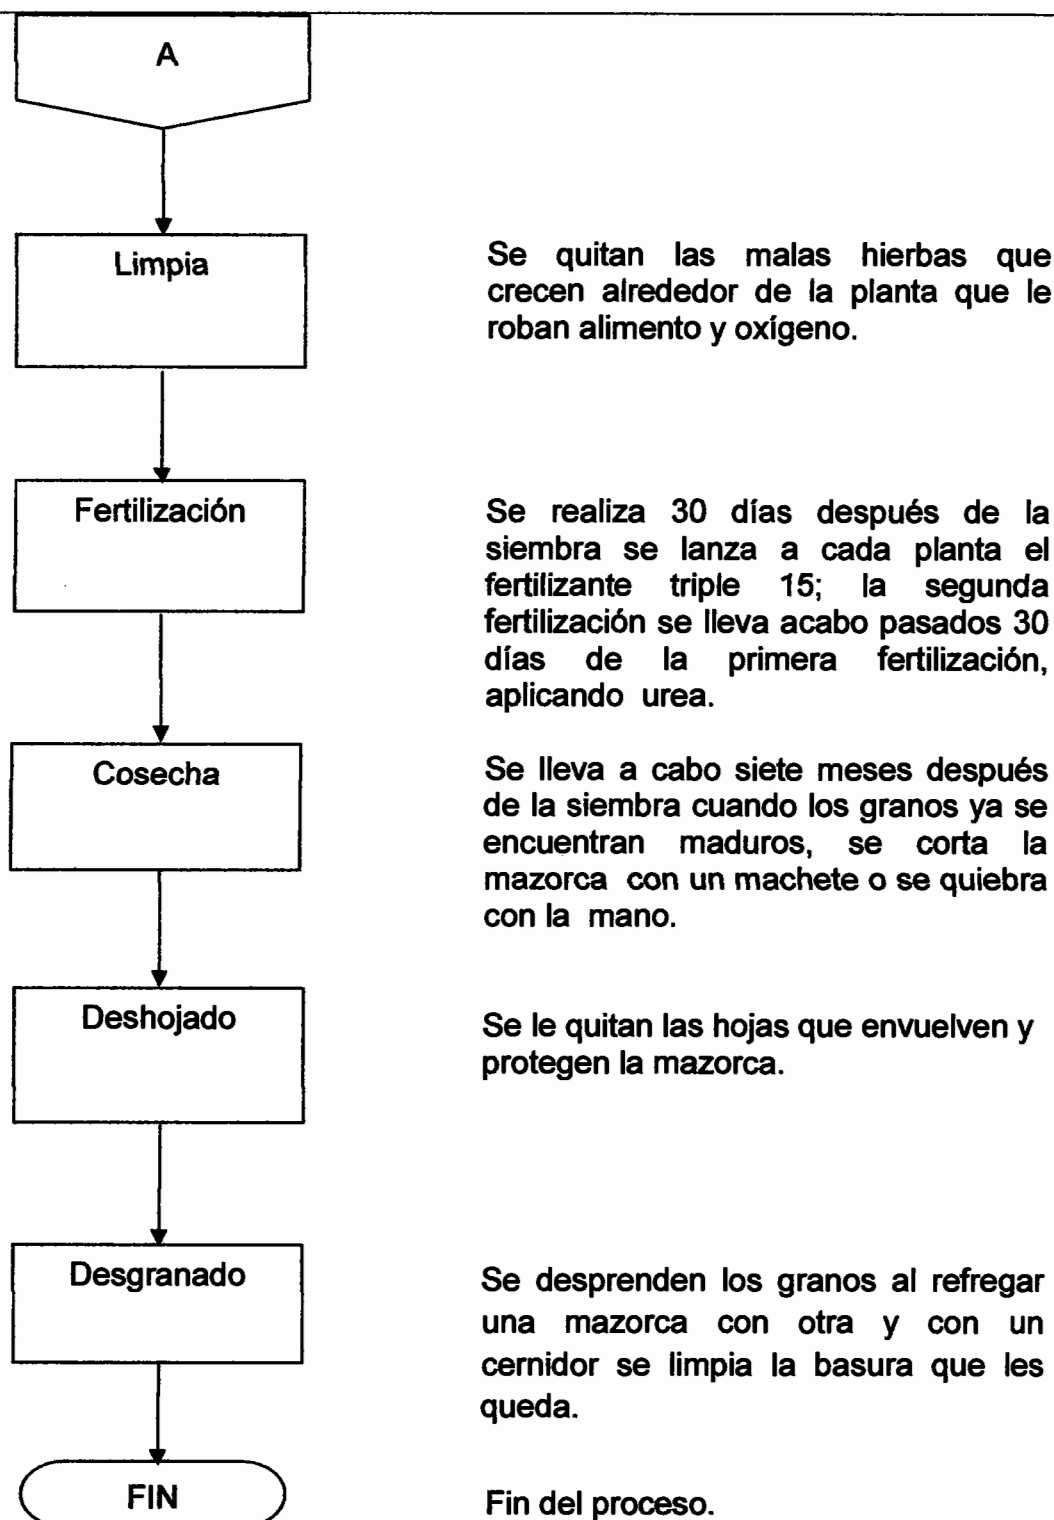 A
Limpia
Se quitan las malas hierbas que
crecen alrededor de la planta que le
roban alimento y oxígeno.
Fertilización
Se realiza 30 días después de la
siembra se lanza a cada planta el
fertilizante triple 15; la segunda
fertilización se lleva acabo pasados 30
días de la primera fertilización,
aplicando urea.
Cosecha
Se lleva a cabo siete meses después
de la siembra cuando los granos ya se
encuentran maduros, se corta la
mazorca con un machete o se quiebra
con la mano.
Deshojado
Se le quitan las hojas que envuelven y
protegen la mazorca.
Desgranado
Se desprenden los granos al refregar
una mazorca con otra y con un
cernidor se limpia la basura que les
queda.
FIN
Fin del proceso.